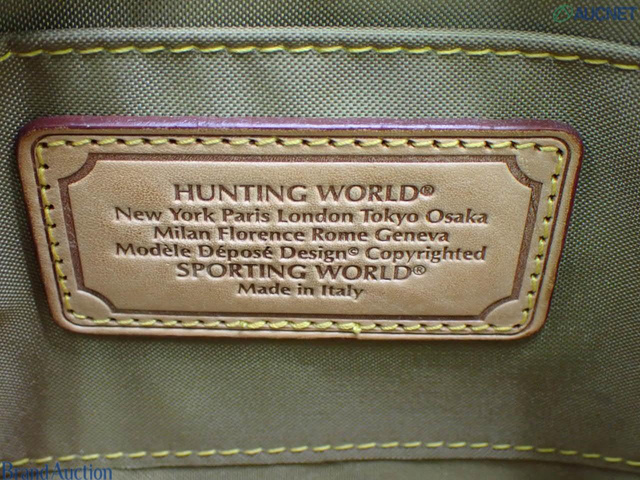 AUCNET
HUNTING WORLD®
New York Paris London Tokyo Osaka
Milan Florence Rome Geneva
Modèle Déposé Design© Copyrighted
SPORTING WORLD®
Made in Italy
Brand Auction